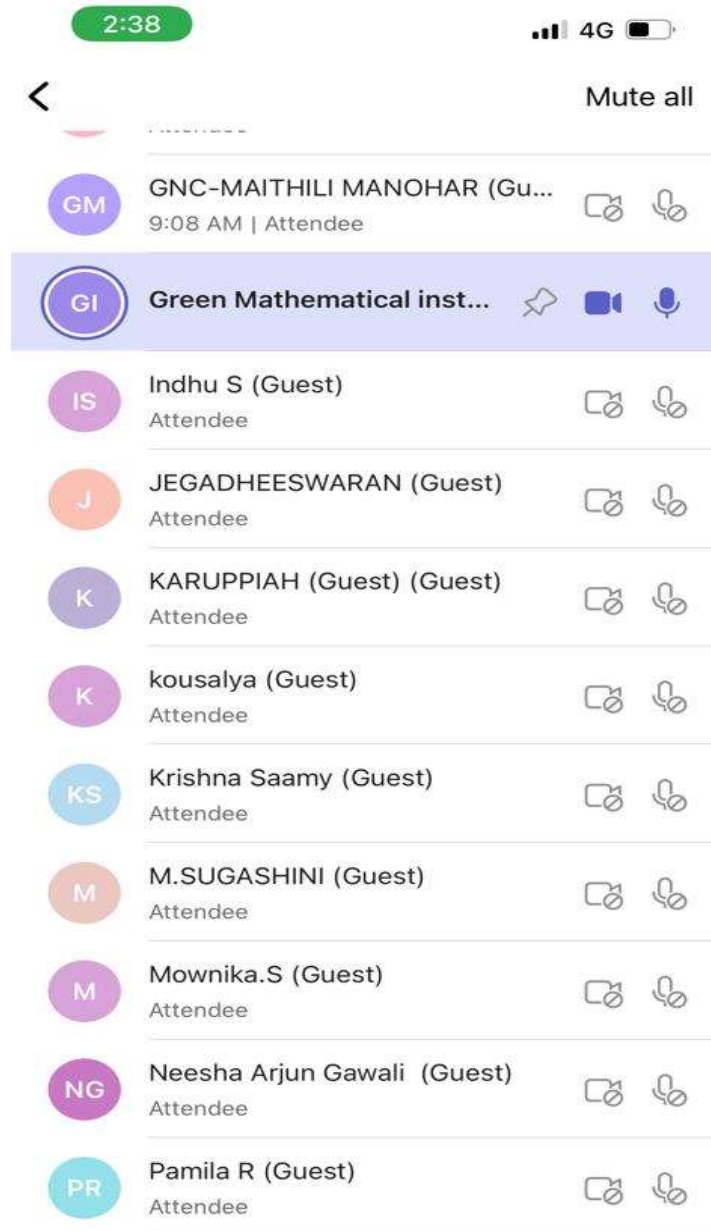 2:38
4G
Mute all
GM
GNC-MAITHILI MANOHAR (Gu...
9:08 AM | Attendee
GI
Green Mathematical inst...
IS
Indhu S (Guest)
Attendee
J
JEGADHEESWARAN (Guest)
Attendee
K
KARUPPIAH (Guest) (Guest)
Attendee
K
kousalya (Guest)
Attendee
KS
Krishna Saamy (Guest)
Attendee
M
M.SUGASHINI (Guest)
Attendee
M
Mownika.S (Guest)
Attendee
NG
Neesha Arjun Gawali (Guest)
Attendee
PR
Pamila R (Guest)
Attendee